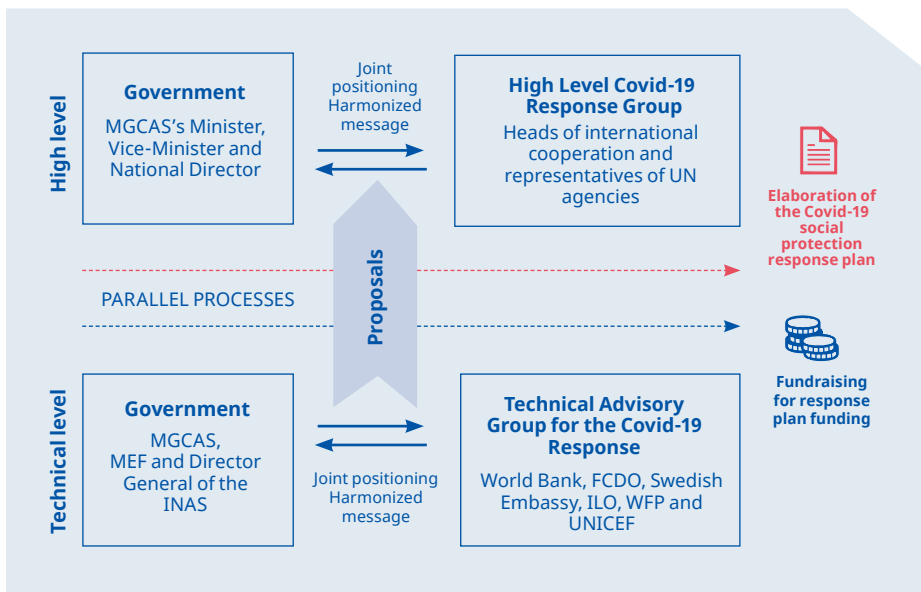 High level
Government
MGCAS's Minister,
Vice-Minister and
National Director
Joint
positioning
Harmonized
message
High Level Covid-19
Response Group
Heads of international
cooperation and
representatives of UN
agencies
Elaboration of
the Covid-19
social
protection
response plan
PARALLEL PROCESSES
Proposals
Fundraising
for response
plan funding
Technical level
Government
MGCAS,
MEF and Director
General of the
INAS
Joint positioning
Harmonized
message
Technical Advisory
Group for the Covid-19
Response
World Bank, FCDO, Swedish
Embassy, ILO, WFP and
UNICEF